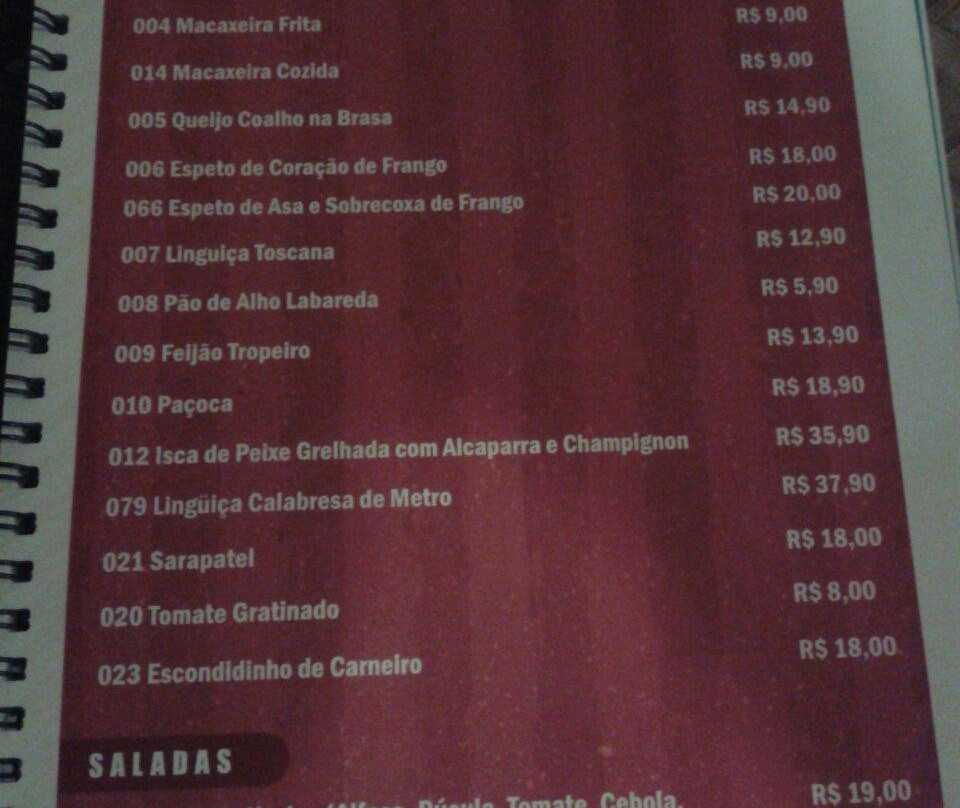 004 Macaxeira Frita R$ 9,00
014 Macaxeira Cozida R$ 9,00
005 Queijo Coalho na Brasa R$ 14,90
006 Espeto de Coração de Frango R$ 18,00
066 Espeto de Asa e Sobrecoxa de Frango R$ 20,00
007 Linguiça Toscana R$ 12,90
008 Pão de Alho Labareda R$ 5,90
009 Feijão Tropeiro R$ 13,90
010 Paçoca R$ 18,90
012 Isca de Peixe Grelhada com Alcaparra e Champignon R$ 35,90
079 Lingüiça Calabresa de Metro R$ 37,90
021 Sarapatel R$ 18,00
020 Tomate Gratinado R$ 8,00
023 Escondidinho de Carneiro R$ 18,00
SALADAS
Rúcula, Tomate, Cebola, R$ 19,00